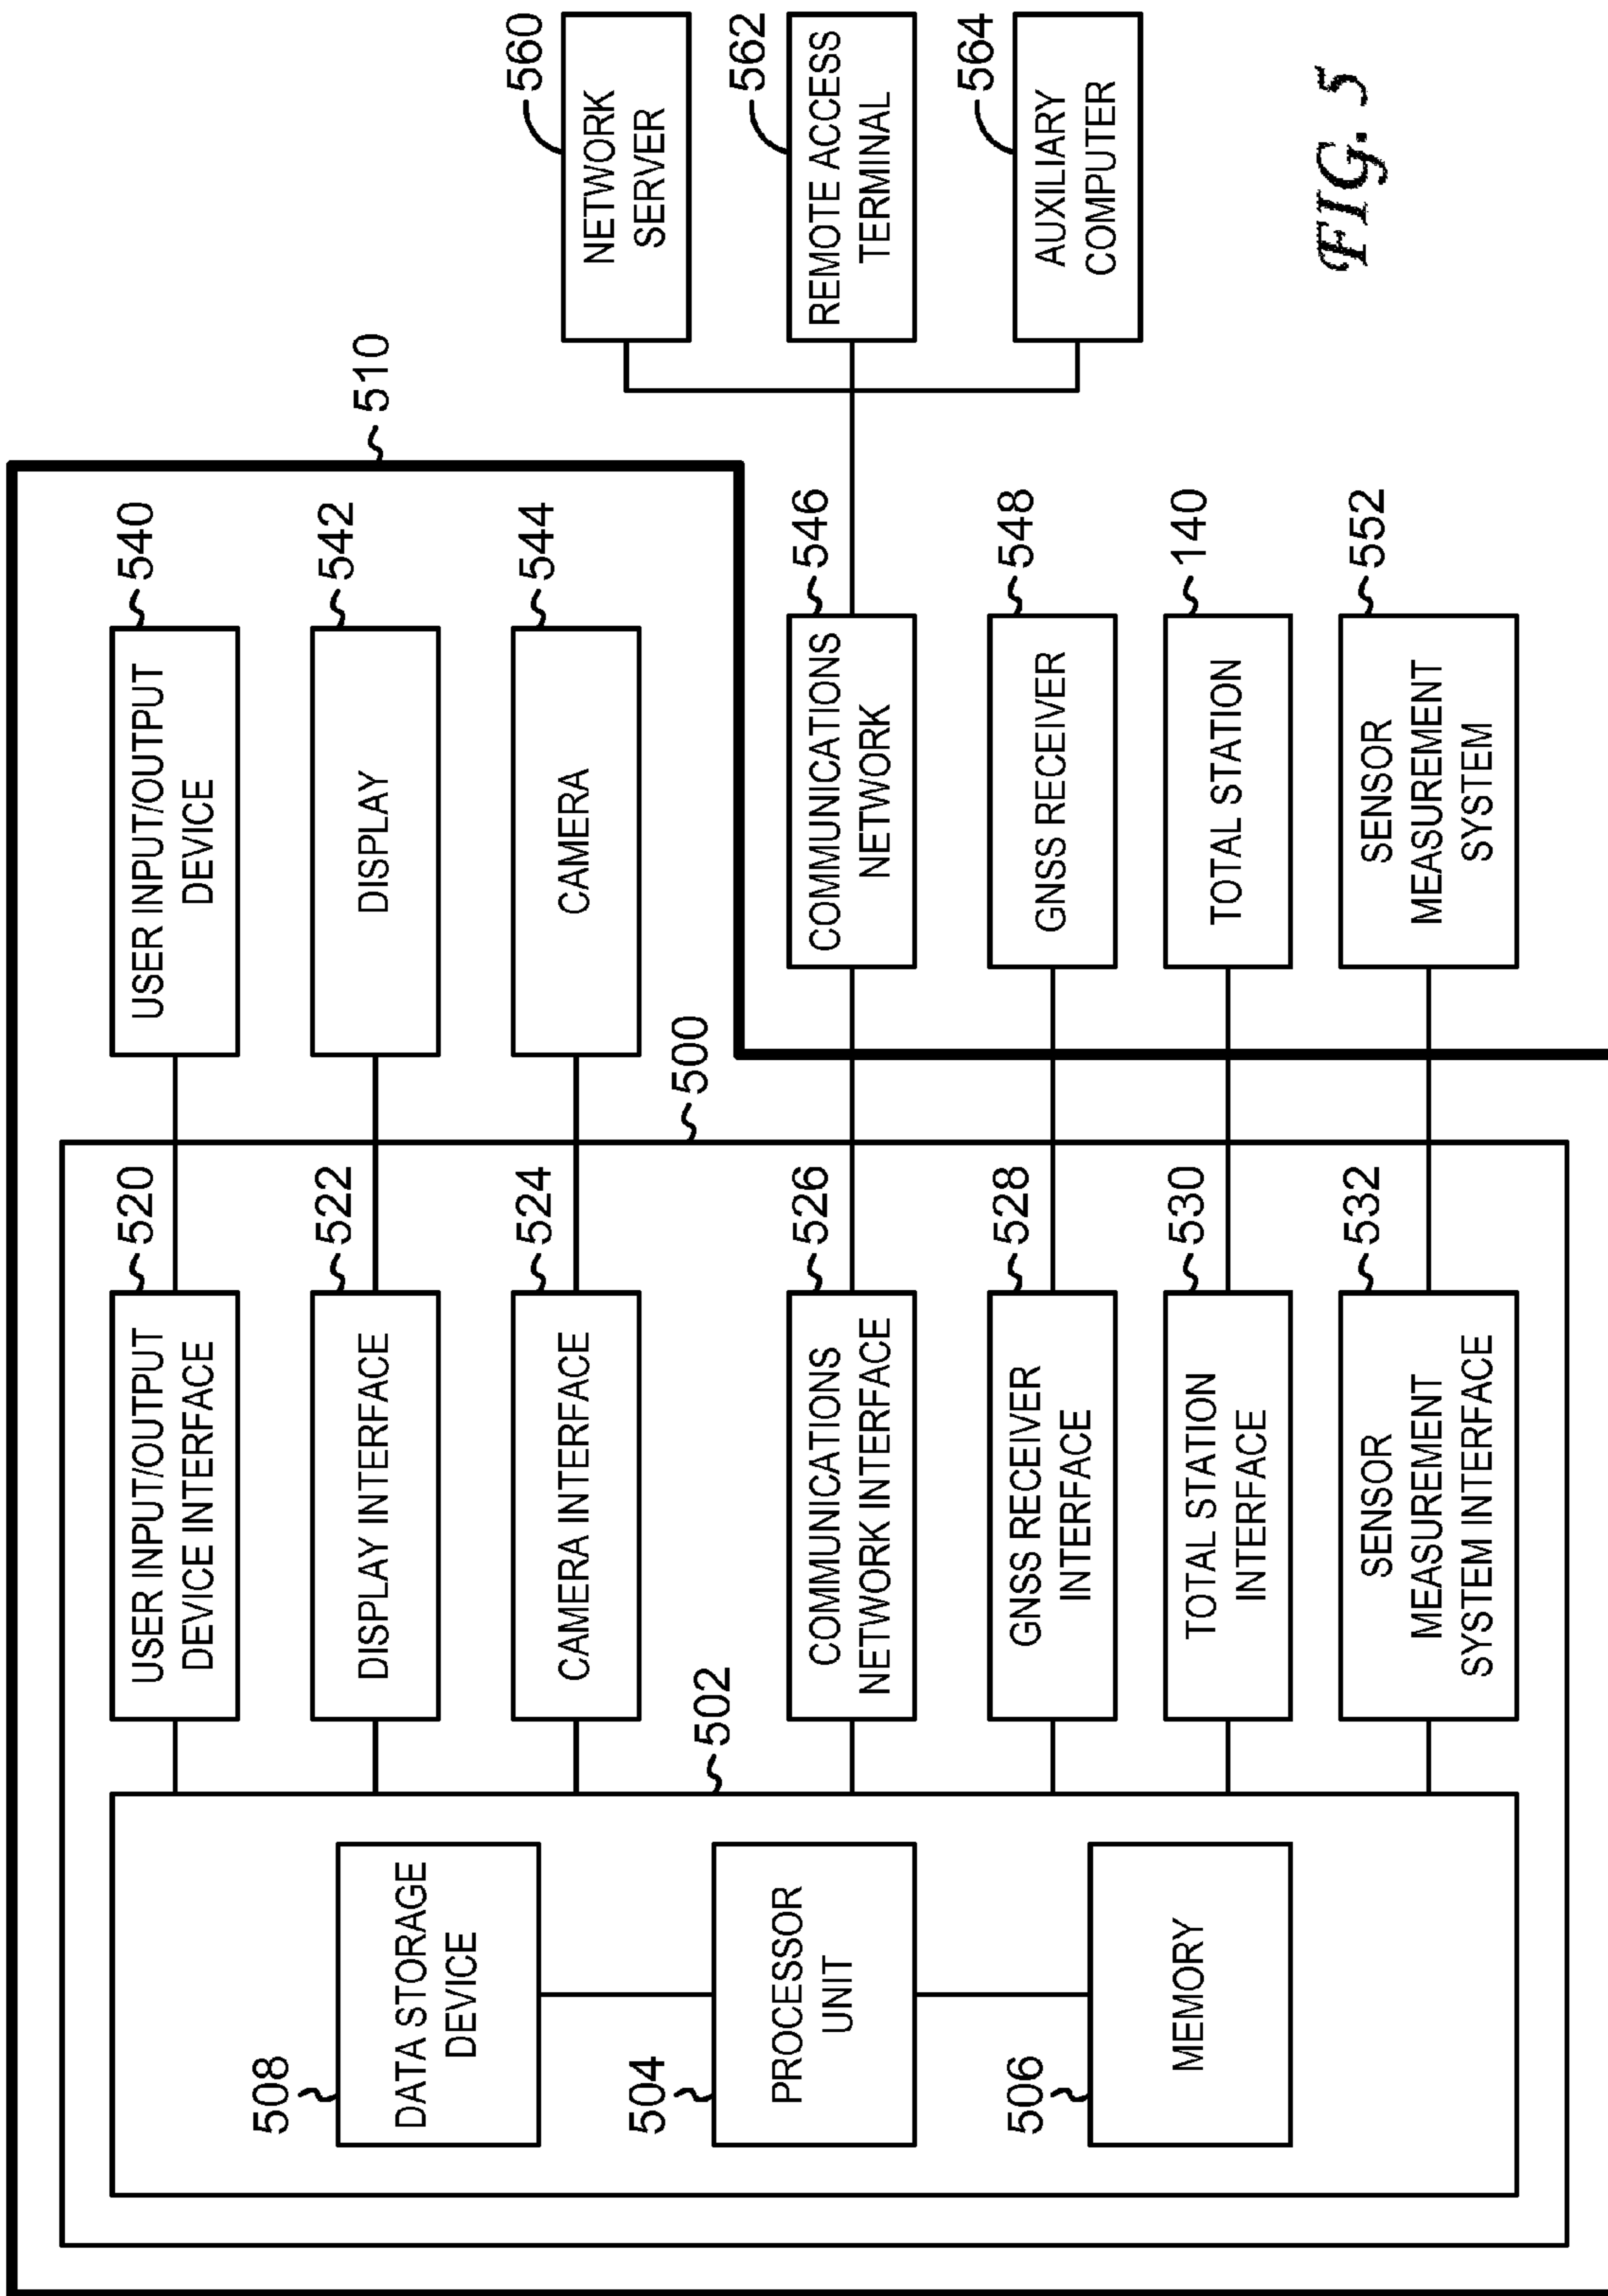 510
500
502
508
DATA STORAGE
DEVICE
504
PROCESSOR
UNIT
506
MEMORY
520
USER INPUT/OUTPUT
DEVICE INTERFACE
522
DISPLAY INTERFACE
524
CAMERA INTERFACE
526
COMMUNICATIONS
NETWORK INTERFACE
528
GNSS RECEIVER
INTERFACE
530
TOTAL STATION
INTERFACE
532
SENSOR
MEASUREMENT
SYSTEM INTERFACE
540
USER INPUT/OUTPUT
DEVICE
542
DISPLAY
544
CAMERA
546
COMMUNICATIONS
NETWORK
548
GNSS RECEIVER
140
TOTAL STATION
552
SENSOR
MEASUREMENT
SYSTEM
560
NETWORK
SERVER
562
REMOTE ACCESS
TERMINAL
564
AUXILIARY
COMPUTER
FIG. 5